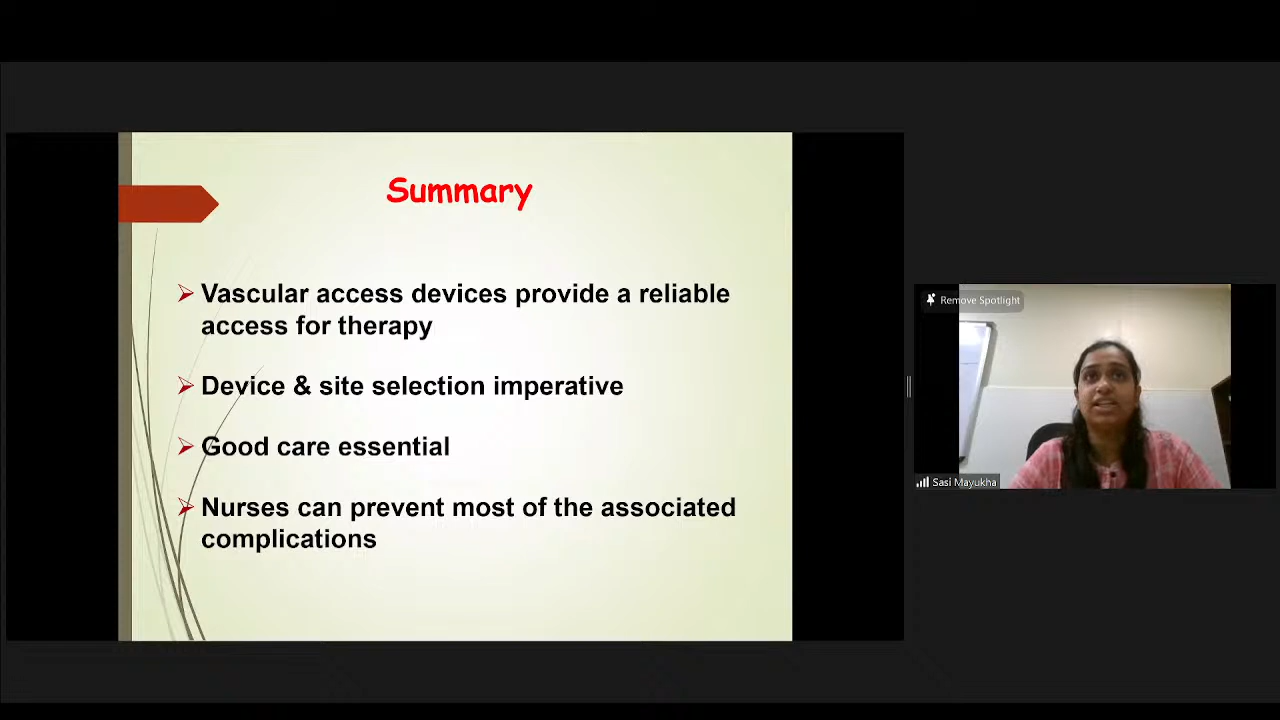 Summary
Vascular access devices provide a reliable
access for therapy
Device & site selection imperative
Good care essential
Nurses can prevent most of the associated
complications
Remove Spotlight
Sasi Mayukha